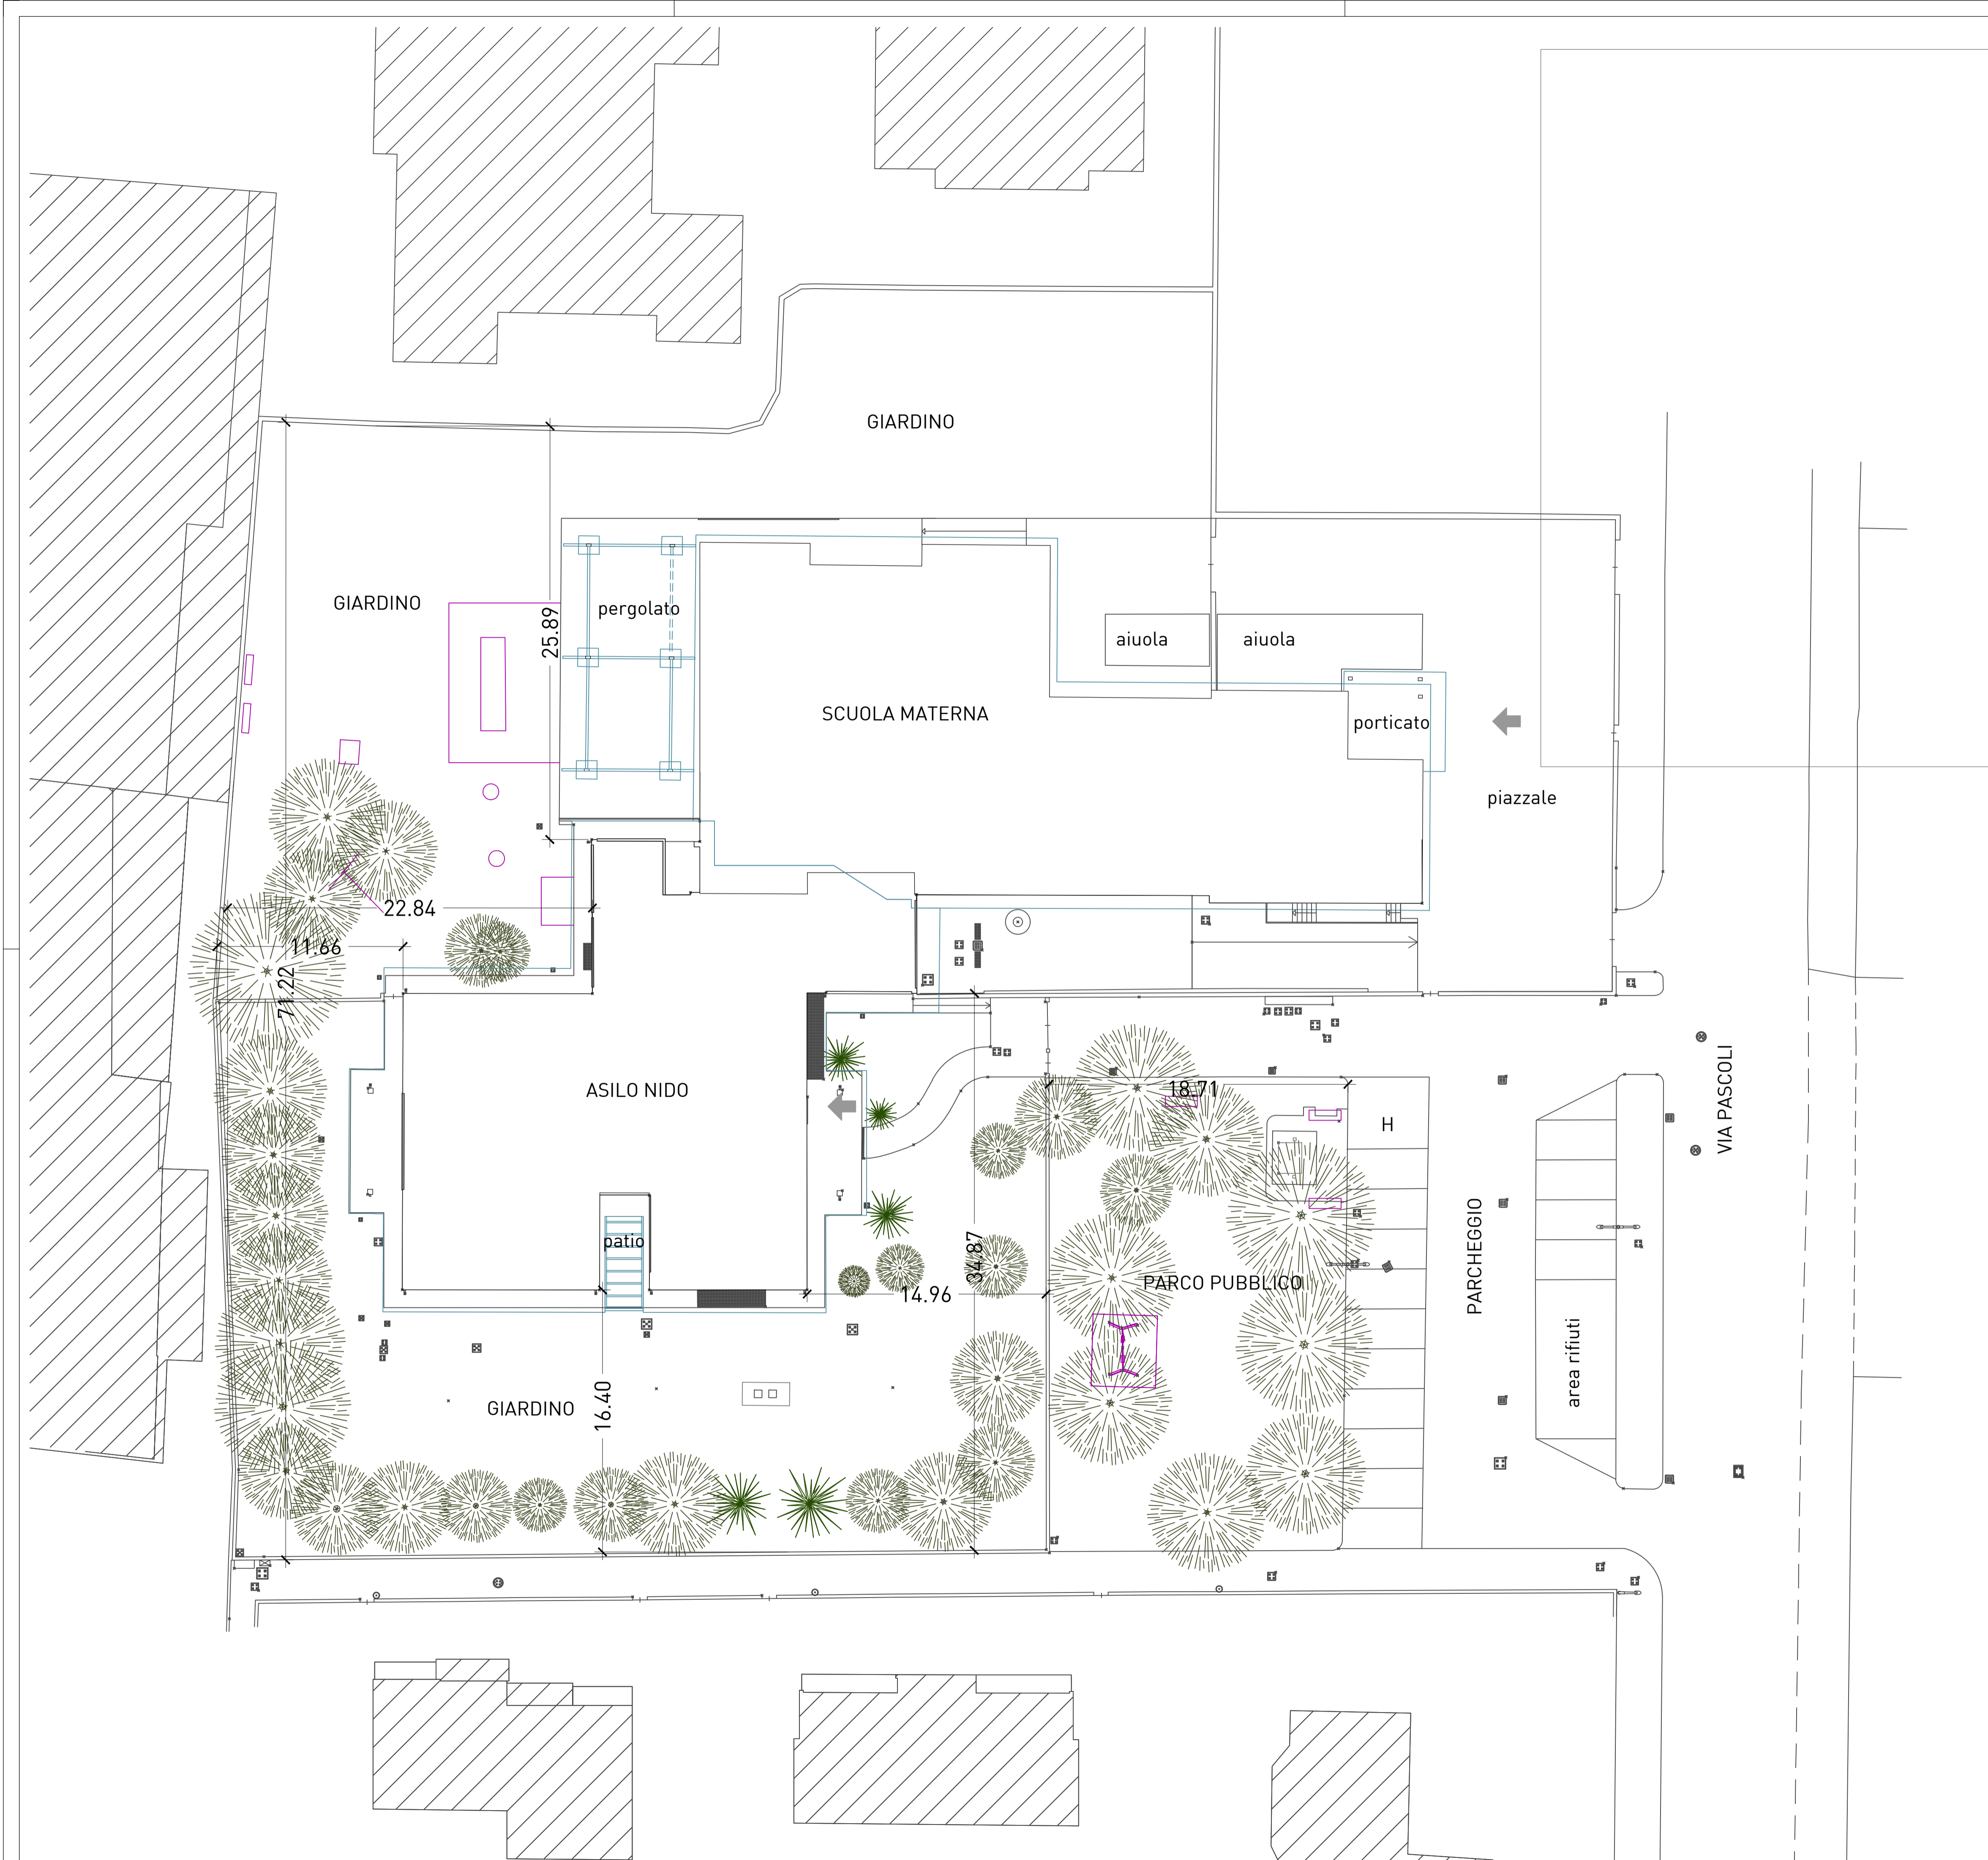 GIARDINO
GIARDINO
pergolato
25.89
aiuola
aiuola
SCUOLA MATERNA
porticato
piazzale
22.84
11.66
71.22
ASILO NIDO
18.71
H
VIA PASCOLI
patio
34.87
14.96
PARCO PUBBLICO
PARCHEGGIO
area rifiuti
GIARDINO
16.40